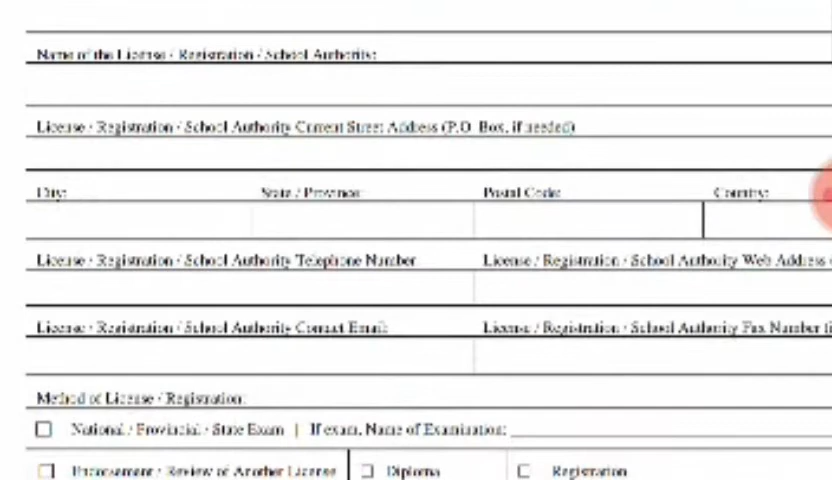 Name of the License / Registration / School Authority:
License / Registration / School Authority Current Street Address (P.O. Box, if needed)
City: State / Province: Postal Code: Country:
License / Registration / School Authority Telephone Number License / Registration / School Authority Web Address
License / Registration / School Authority Contact Email: License / Registration / School Authority Fax Number (i
Method of License / Registration:
National / Provincial / State Exam | If exam, Name of Examination:
Endorsement / Review of Another License Diploma Registration